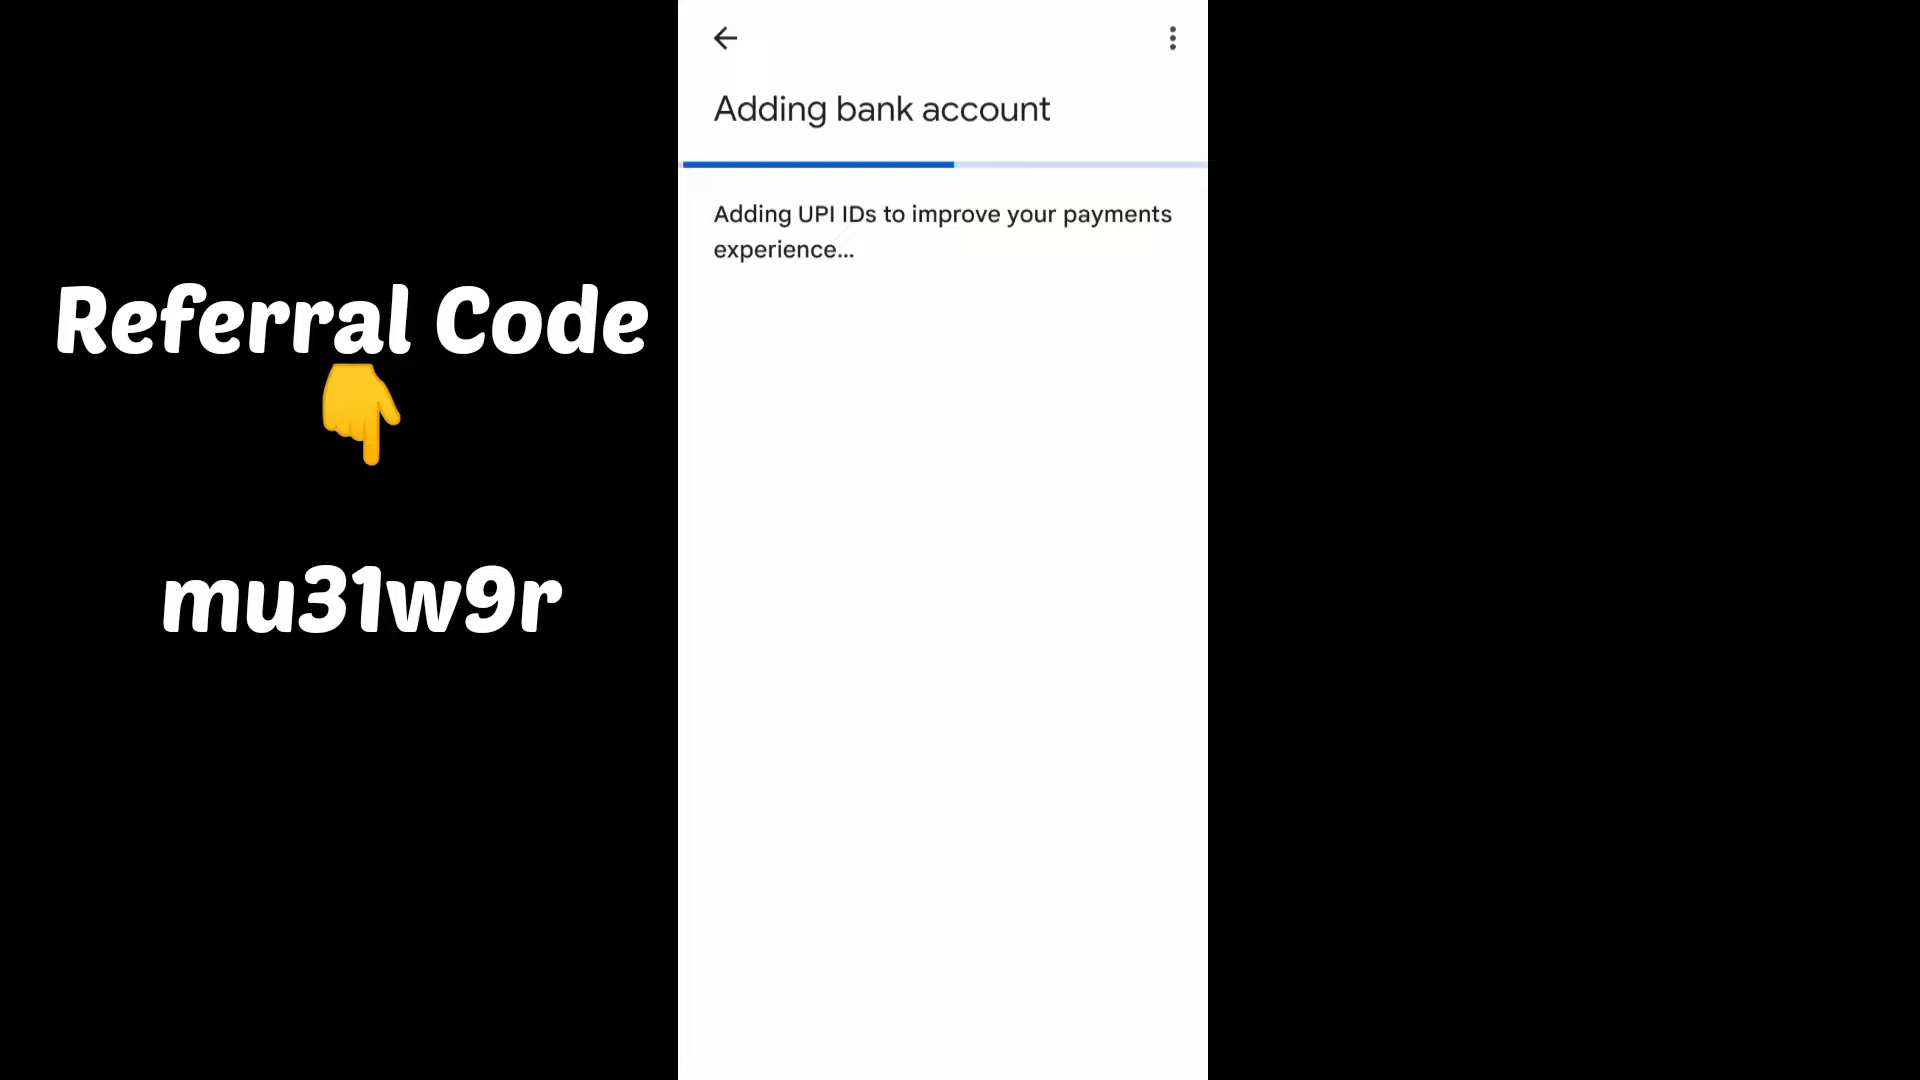 Adding bank account
Adding UPI IDs to improve your payments
experience...
Referral Code
mu31w9r